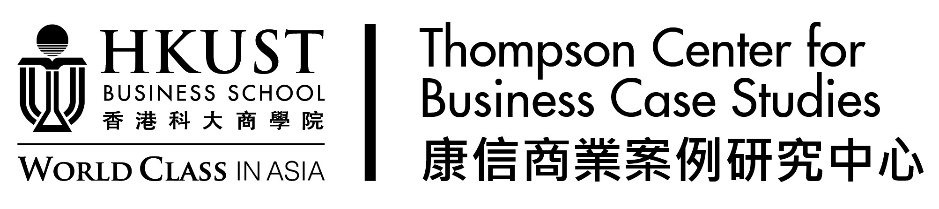 HKUST
BUSINESS SCHOOL
香港科大商學院
WORLD CLASS IN ASIA
Thompson Center for
Business Case Studies
康信商業案例研究中心